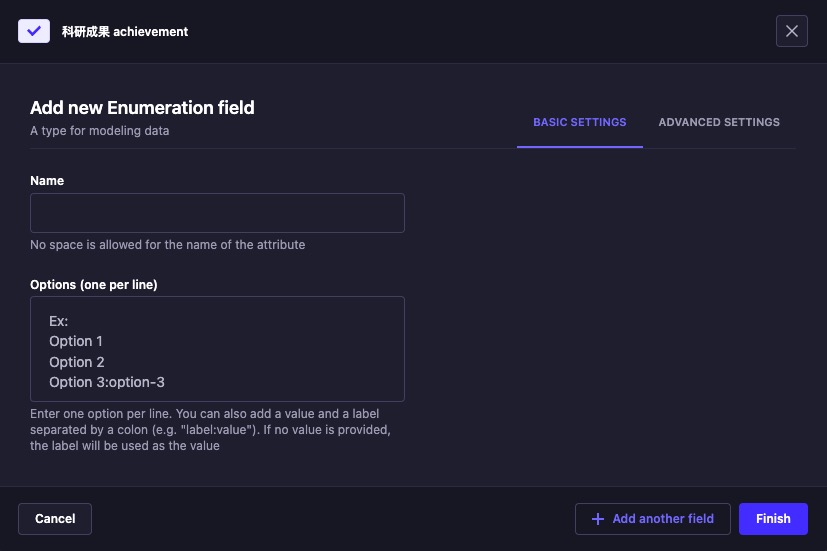 科研成果 achievement
Add new Enumeration field
A type for modeling data
BASIC SETTINGS
ADVANCED SETTINGS
Name
No space is allowed for the name of the attribute
Options (one per line)
Ex:
Option 1
Option 2
Option 3:option-3
Enter one option per line. You can also add a value and a label
separated by a colon (e.g. "label:value"). If no value is provided,
the label will be used as the value
Cancel
Add another field
Finish